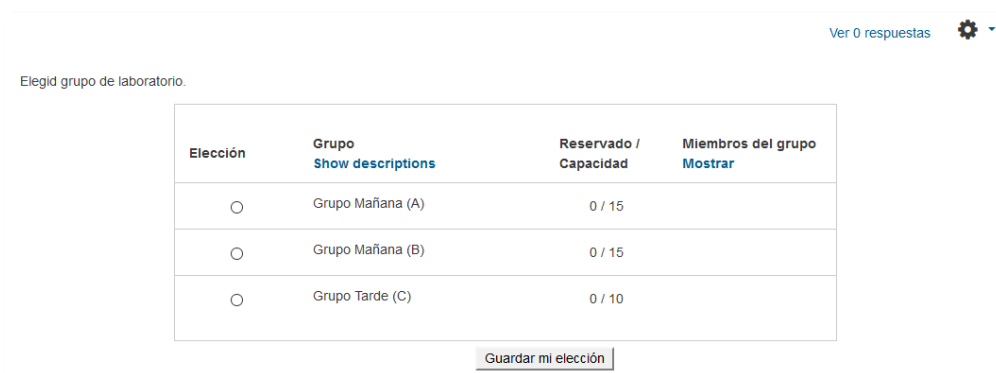 Ver 0 respuestas
Elegid grupo de laboratorio.
Elección
Grupo
Show descriptions
Reservado /
Capacidad
Miembros del grupo
Mostrar
Grupo Mañana (A) 0 / 15
Grupo Mañana (B) 0 / 15
Grupo Tarde (C) 0 / 10
Guardar mi elección